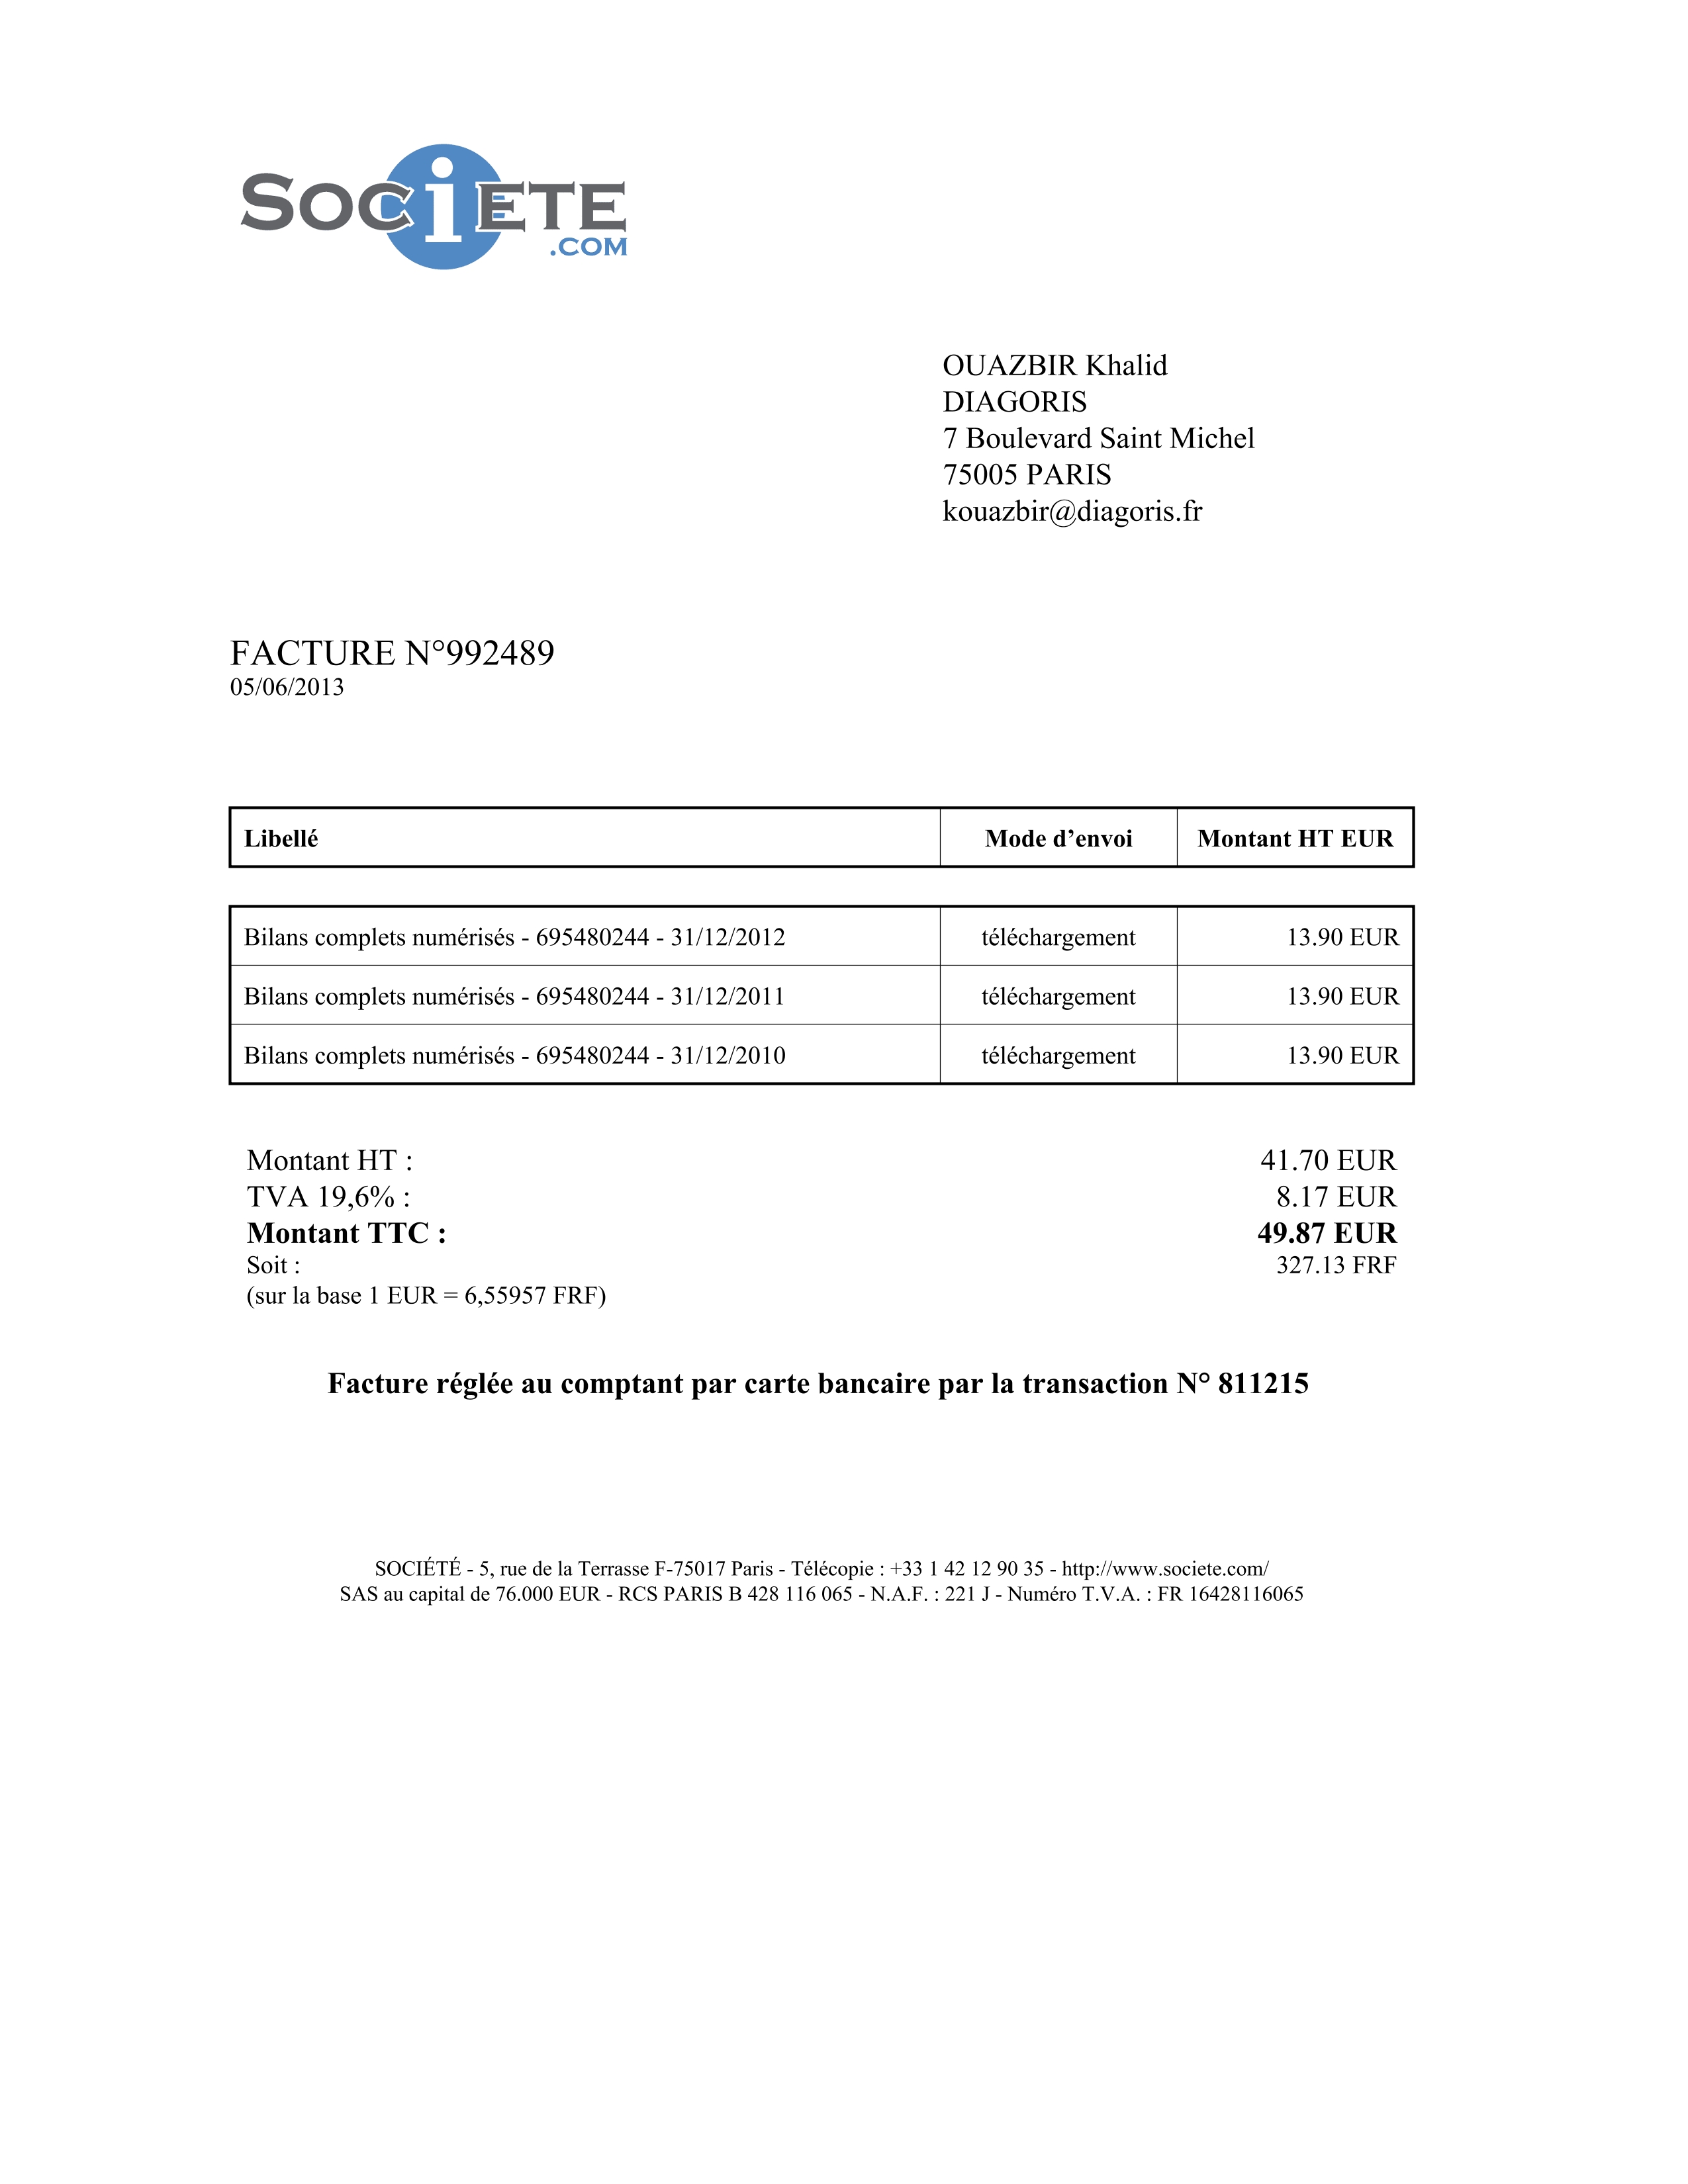 SOCiETE
.COM
OUAZBIR Khalid
DIAGORIS
7 Boulevard Saint Michel
75005 PARIS
kouazbir@diagoris.fr
FACTURE N°992489
05/06/2013
Libellé Mode d’envoi Montant HT EUR
Bilans complets numérisés - 695480244 - 31/12/2012 téléchargement 13.90 EUR
Bilans complets numérisés - 695480244 - 31/12/2011 téléchargement 13.90 EUR
Bilans complets numérisés - 695480244 - 31/12/2010 téléchargement 13.90 EUR
Montant HT : 41.70 EUR
TVA 19,6% : 8.17 EUR
Montant TTC : 49.87 EUR
Soit : 327.13 FRF
(sur la base 1 EUR = 6,55957 FRF)
Facture réglée au comptant par carte bancaire par la transaction N° 811215
SOCIÉTÉ - 5, rue de la Terrasse F-75017 Paris - Télécopie : +33 1 42 12 90 35 - http://www.societe.com/
SAS au capital de 76.000 EUR - RCS PARIS B 428 116 065 - N.A.F. : 221 J - Numéro T.V.A. : FR 16428116065